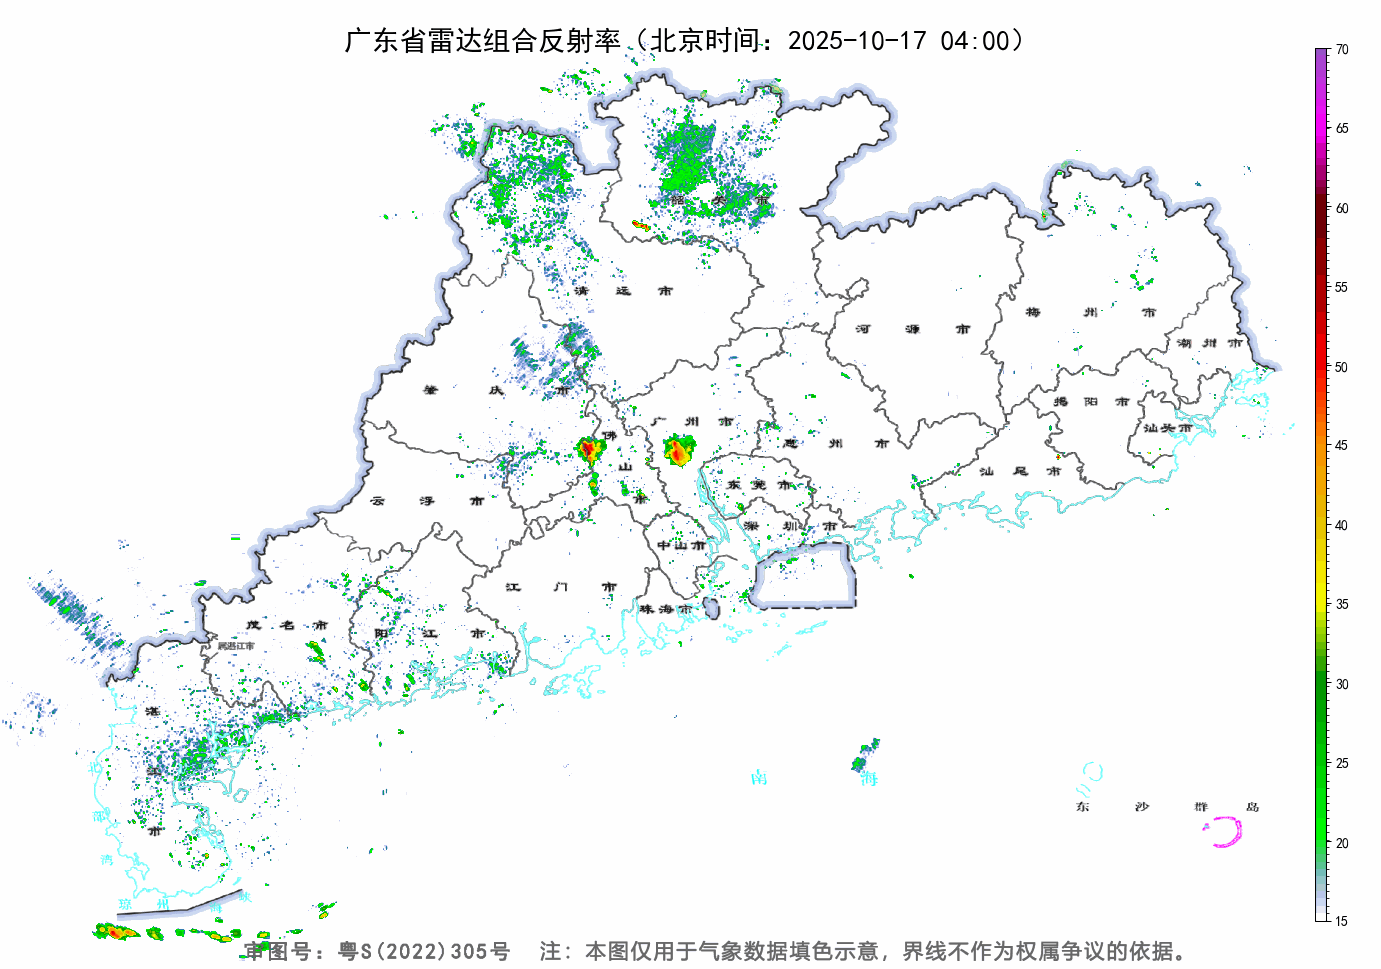 广东省雷达组合反射率（北京时间：2025-10-17 04:00）
70
65
60
55
50
45
40
35
30
25
20
15
韶关市
清远市
河源市
梅州市
潮州市
肇庆市
广州市
佛山市
惠州市
揭阳市
汕头市
汕尾市
云浮市
东莞市
深圳市
中山市
江门市
珠海市
茂名市
阳江市
属湛江市
湛江市
北部湾
琼州海峡
南海
东沙群岛
审图号：粤S(2022)305号 注：本图仅用于气象数据填色示意，界线不作为权属争议的依据。